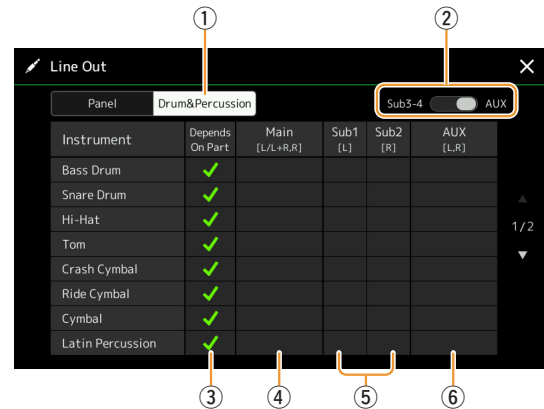 ① ②
Line Out
Panel Drum&Percussion Sub3-4 AUX
Instrument Depends On Part Main [L/L+R,R] Sub1 [L] Sub2 [R] AUX [L,R]
Bass Drum
Snare Drum
Hi-Hat
1/2
Tom
Crash Cymbal
Ride Cymbal
Cymbal
Latin Percussion
③ ④ ⑤ ⑥